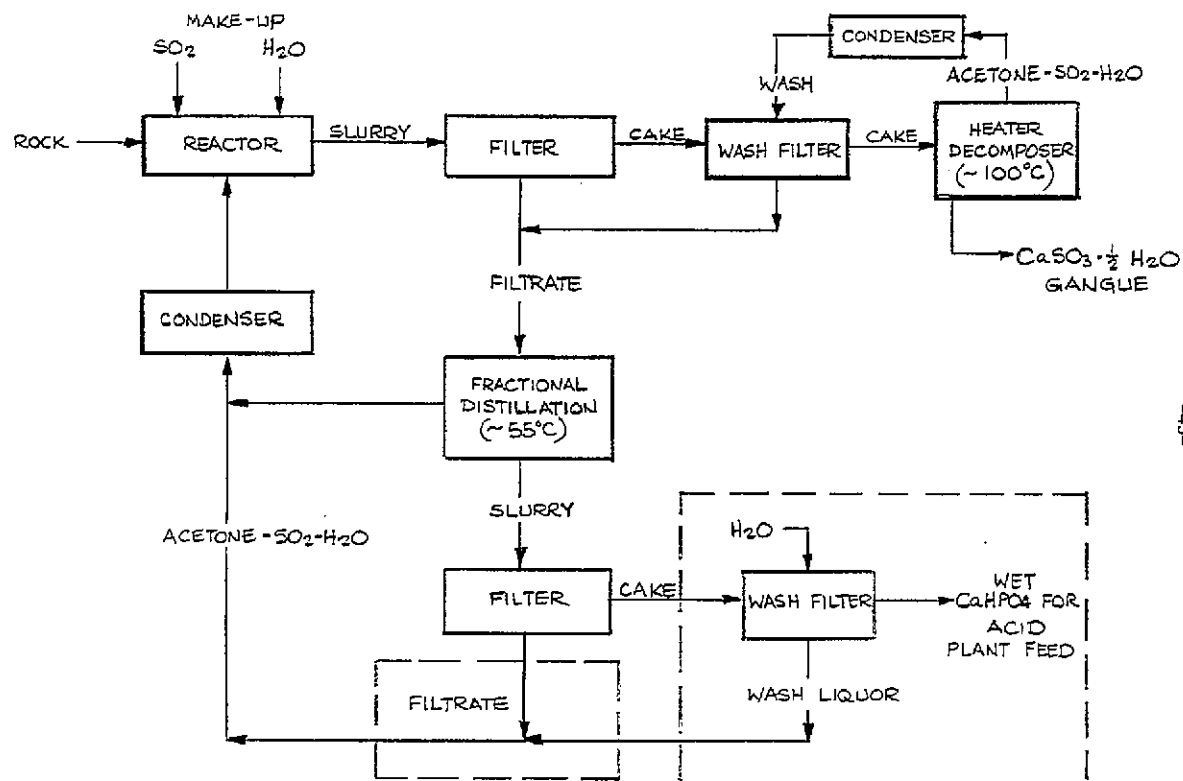 MAKE-UP
SO2 H2O
CONDENSER
WASH
ACETONE-SO2-H2O
ROCK
REACTOR
SLURRY
FILTER
CAKE
WASH FILTER
CAKE
HEATER
DECOMPOSER
(~100°C)
CaSO3·½ H2O
GANGUE
FILTRATE
CONDENSER
FRACTIONAL
DISTILLATION
(~55°C)
SLURRY
ACETONE-SO2-H2O
H2O
FILTER
CAKE
WASH FILTER
WET
CaHPO4 FOR
ACID
PLANT FEED
FILTRATE
WASH LIQUOR